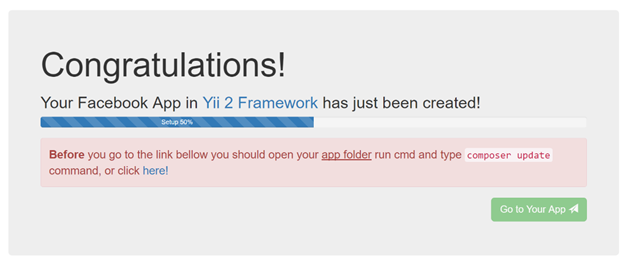 Congratulations!
Your Facebook App in Yii 2 Framework has just been created!
Setup 50%
Before you go to the link bellow you should open your app folder run cmd and type composer update
command, or click here!
Go to Your App